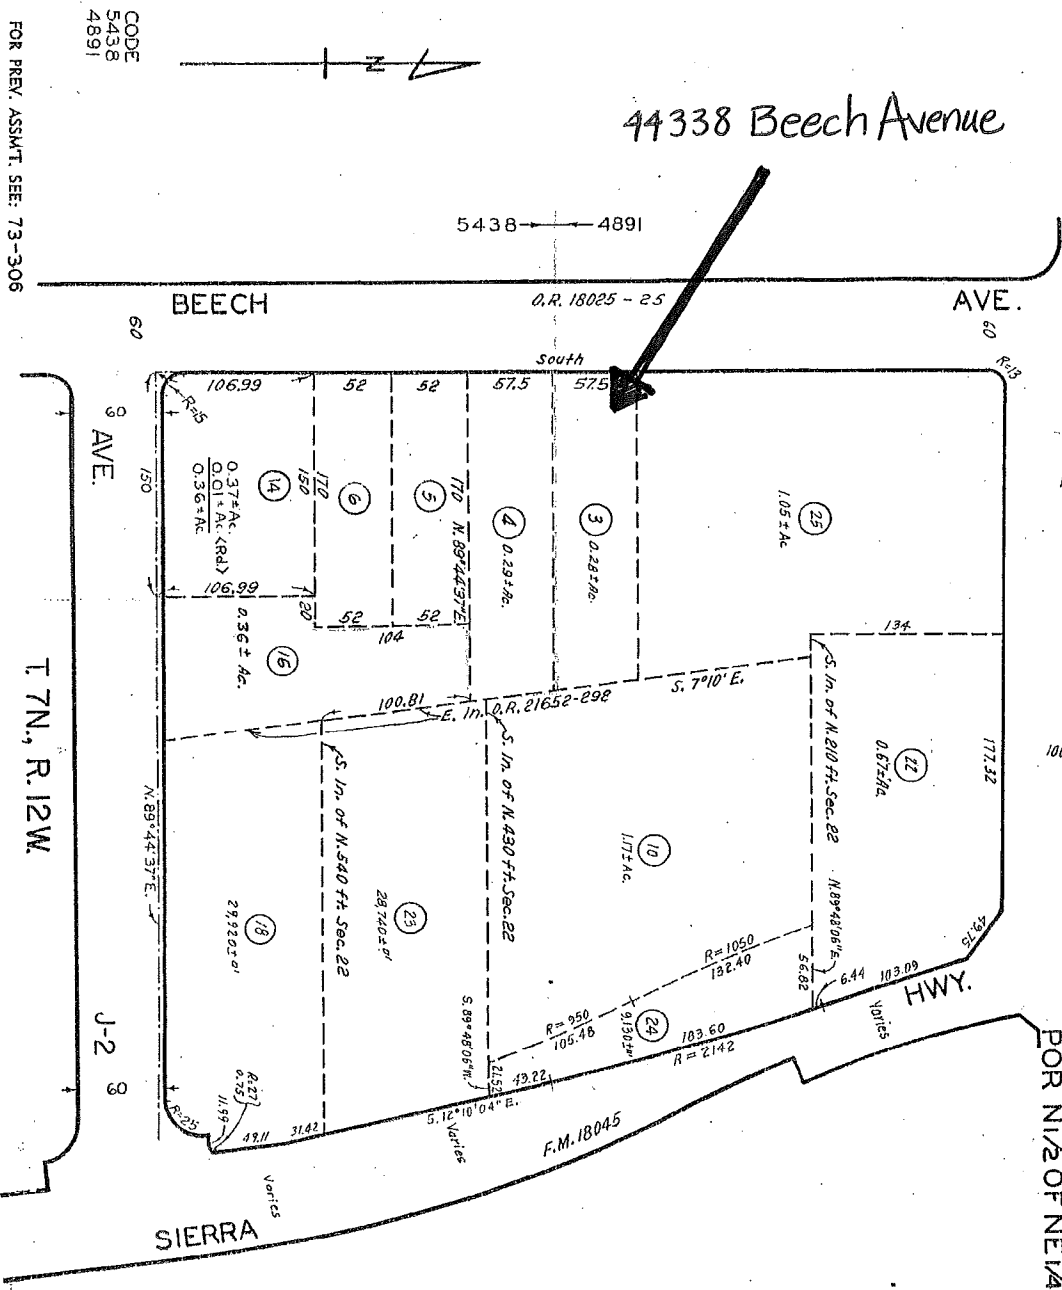 CODE
5438
4891
FOR PREV. ASSM'T. SEE: 73-306
N
44338 Beech Avenue
5438
4891
BEECH
O.R. 18025 - 25
AVE.
60
60
South
R=13
106.99
52
52
57.5
57.5
R=15
60
AVE.
150
14
0.37±Ac.
0.01±Ac.(Rd.)
0.36±Ac.
170
150
6
5
170
N. 89°44'37"E.
4
0.29±Ac.
3
0.28±Ac.
25
1.05±Ac
106.99
20
52
52
104
134
0.36±Ac.
16
S. 7°10' E.
100.81
E. ln. O.R. 21652-298
S. ln. of N. 210 ft. Sec. 22
S. ln. of N. 430 ft. Sec. 22
S. ln. of N. 540 ft. Sec. 22
22
0.67±Ac.
177.32
100
T. 7N., R. 12W.
N. 89°44'37"E.
10
1.17±Ac.
18
29,920±□'
23
28,740±□'
N.89°48'06"E.
49.75
R=1050
132.40
56.82
6.44
103.09
HWY.
Varies
R=950
105.48
24
9,130±□'
183.60
R=2142
S.89°48'06"W.
21.52
43.22
S. 12°10'04" E.
Varies
F.M. 18045
J-2
60
R=27
0.75
11.99
R=25
49.11
31.42
Varies
SIERRA
POR N1/2 OF NE1/4